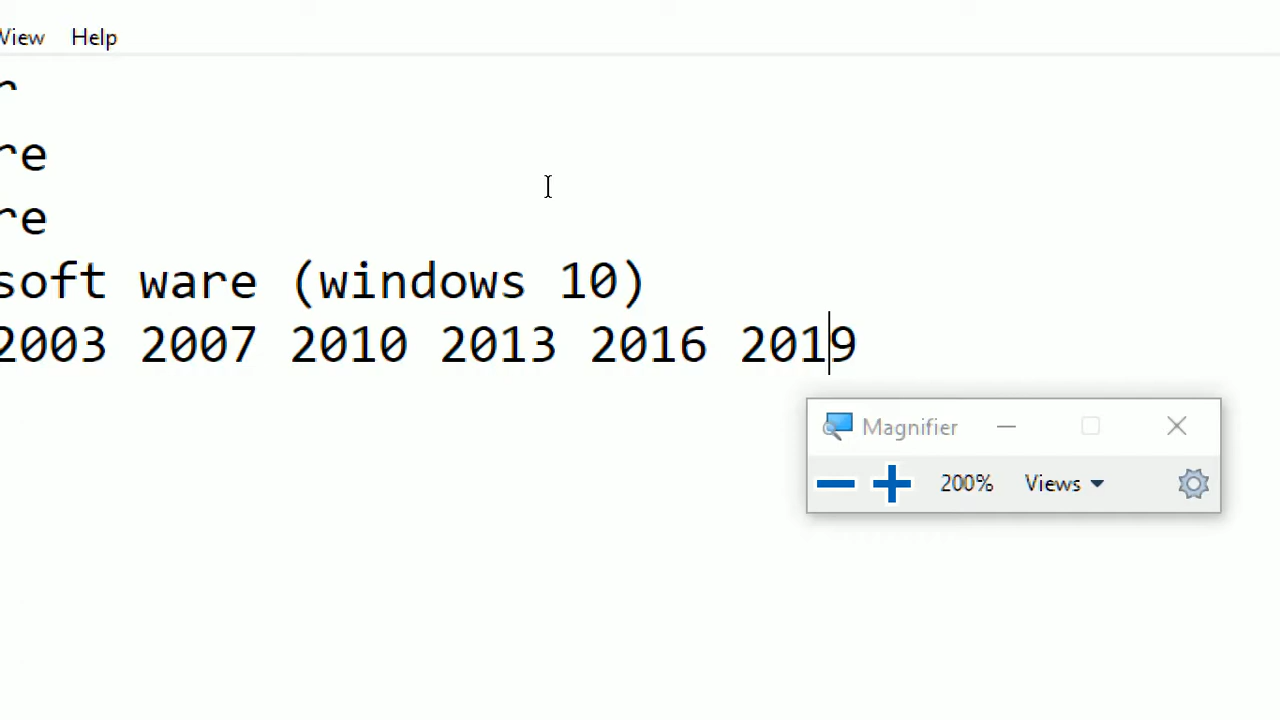 View Help
re
re
soft ware (windows 10)
2003 2007 2010 2013 2016 2019
Magnifier
200% Views